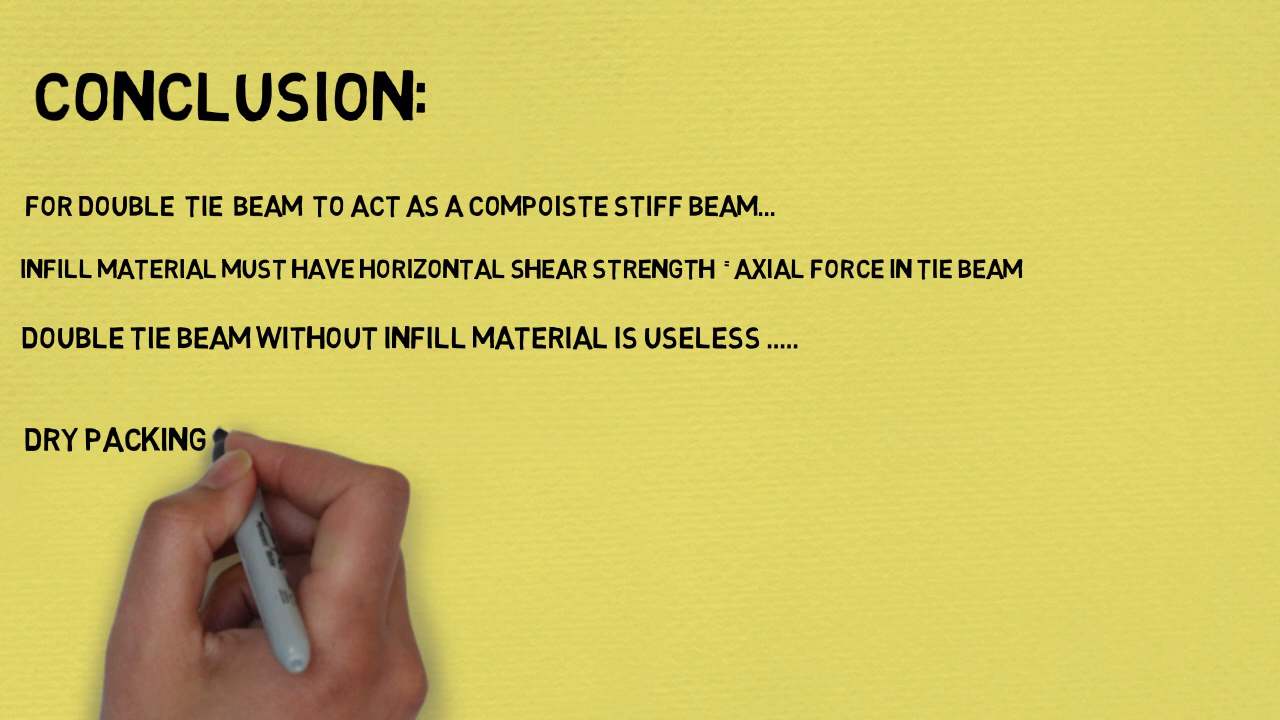 CONCLUSION:
FOR DOUBLE TIE BEAM TO ACT AS A COMPOISTE STIFF BEAM...
INFILL MATERIAL MUST HAVE HORIZONTAL SHEAR STRENGTH = AXIAL FORCE IN TIE BEAM
DOUBLE TIE BEAM WITHOUT INFILL MATERIAL IS USELESS .....
DRY PACKING